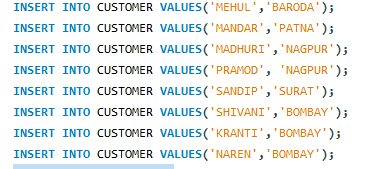 INSERT INTO CUSTOMER VALUES('MEHUL','BARODA');
INSERT INTO CUSTOMER VALUES('MANDAR','PATNA');
INSERT INTO CUSTOMER VALUES('MADHURI','NAGPUR');
INSERT INTO CUSTOMER VALUES('PRAMOD', 'NAGPUR');
INSERT INTO CUSTOMER VALUES('SANDIP','SURAT');
INSERT INTO CUSTOMER VALUES('SHIVANI','BOMBAY');
INSERT INTO CUSTOMER VALUES('KRANTI','BOMBAY');
INSERT INTO CUSTOMER VALUES('NAREN','BOMBAY');